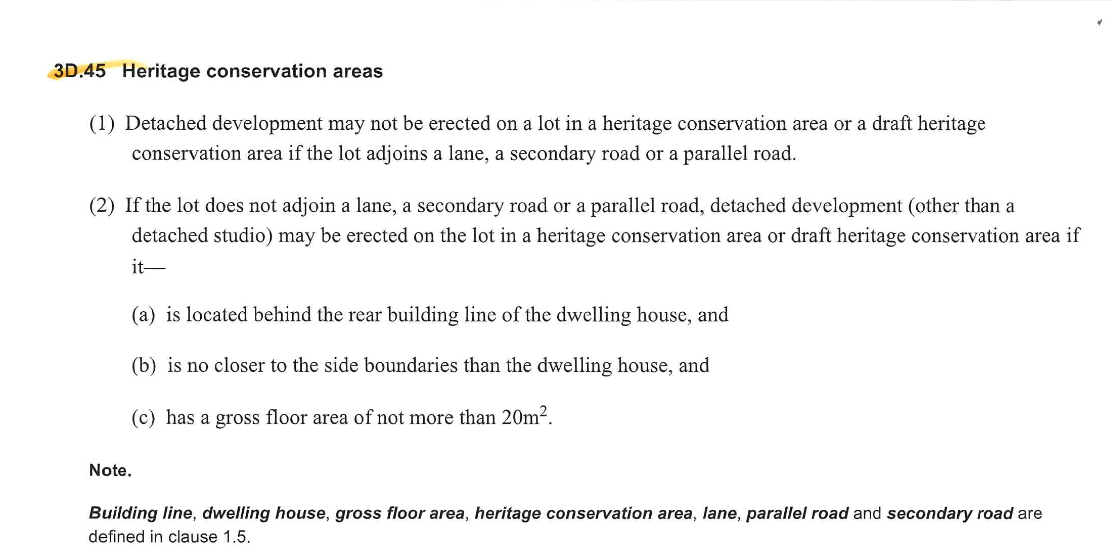 3D.45 Heritage conservation areas
(1) Detached development may not be erected on a lot in a heritage conservation area or a draft heritage
conservation area if the lot adjoins a lane, a secondary road or a parallel road.
(2) If the lot does not adjoin a lane, a secondary road or a parallel road, detached development (other than a
detached studio) may be erected on the lot in a heritage conservation area or draft heritage conservation area if
it—
(a) is located behind the rear building line of the dwelling house, and
(b) is no closer to the side boundaries than the dwelling house, and
(c) has a gross floor area of not more than 20m².
Note.
Building line, dwelling house, gross floor area, heritage conservation area, lane, parallel road and secondary road are
defined in clause 1.5.